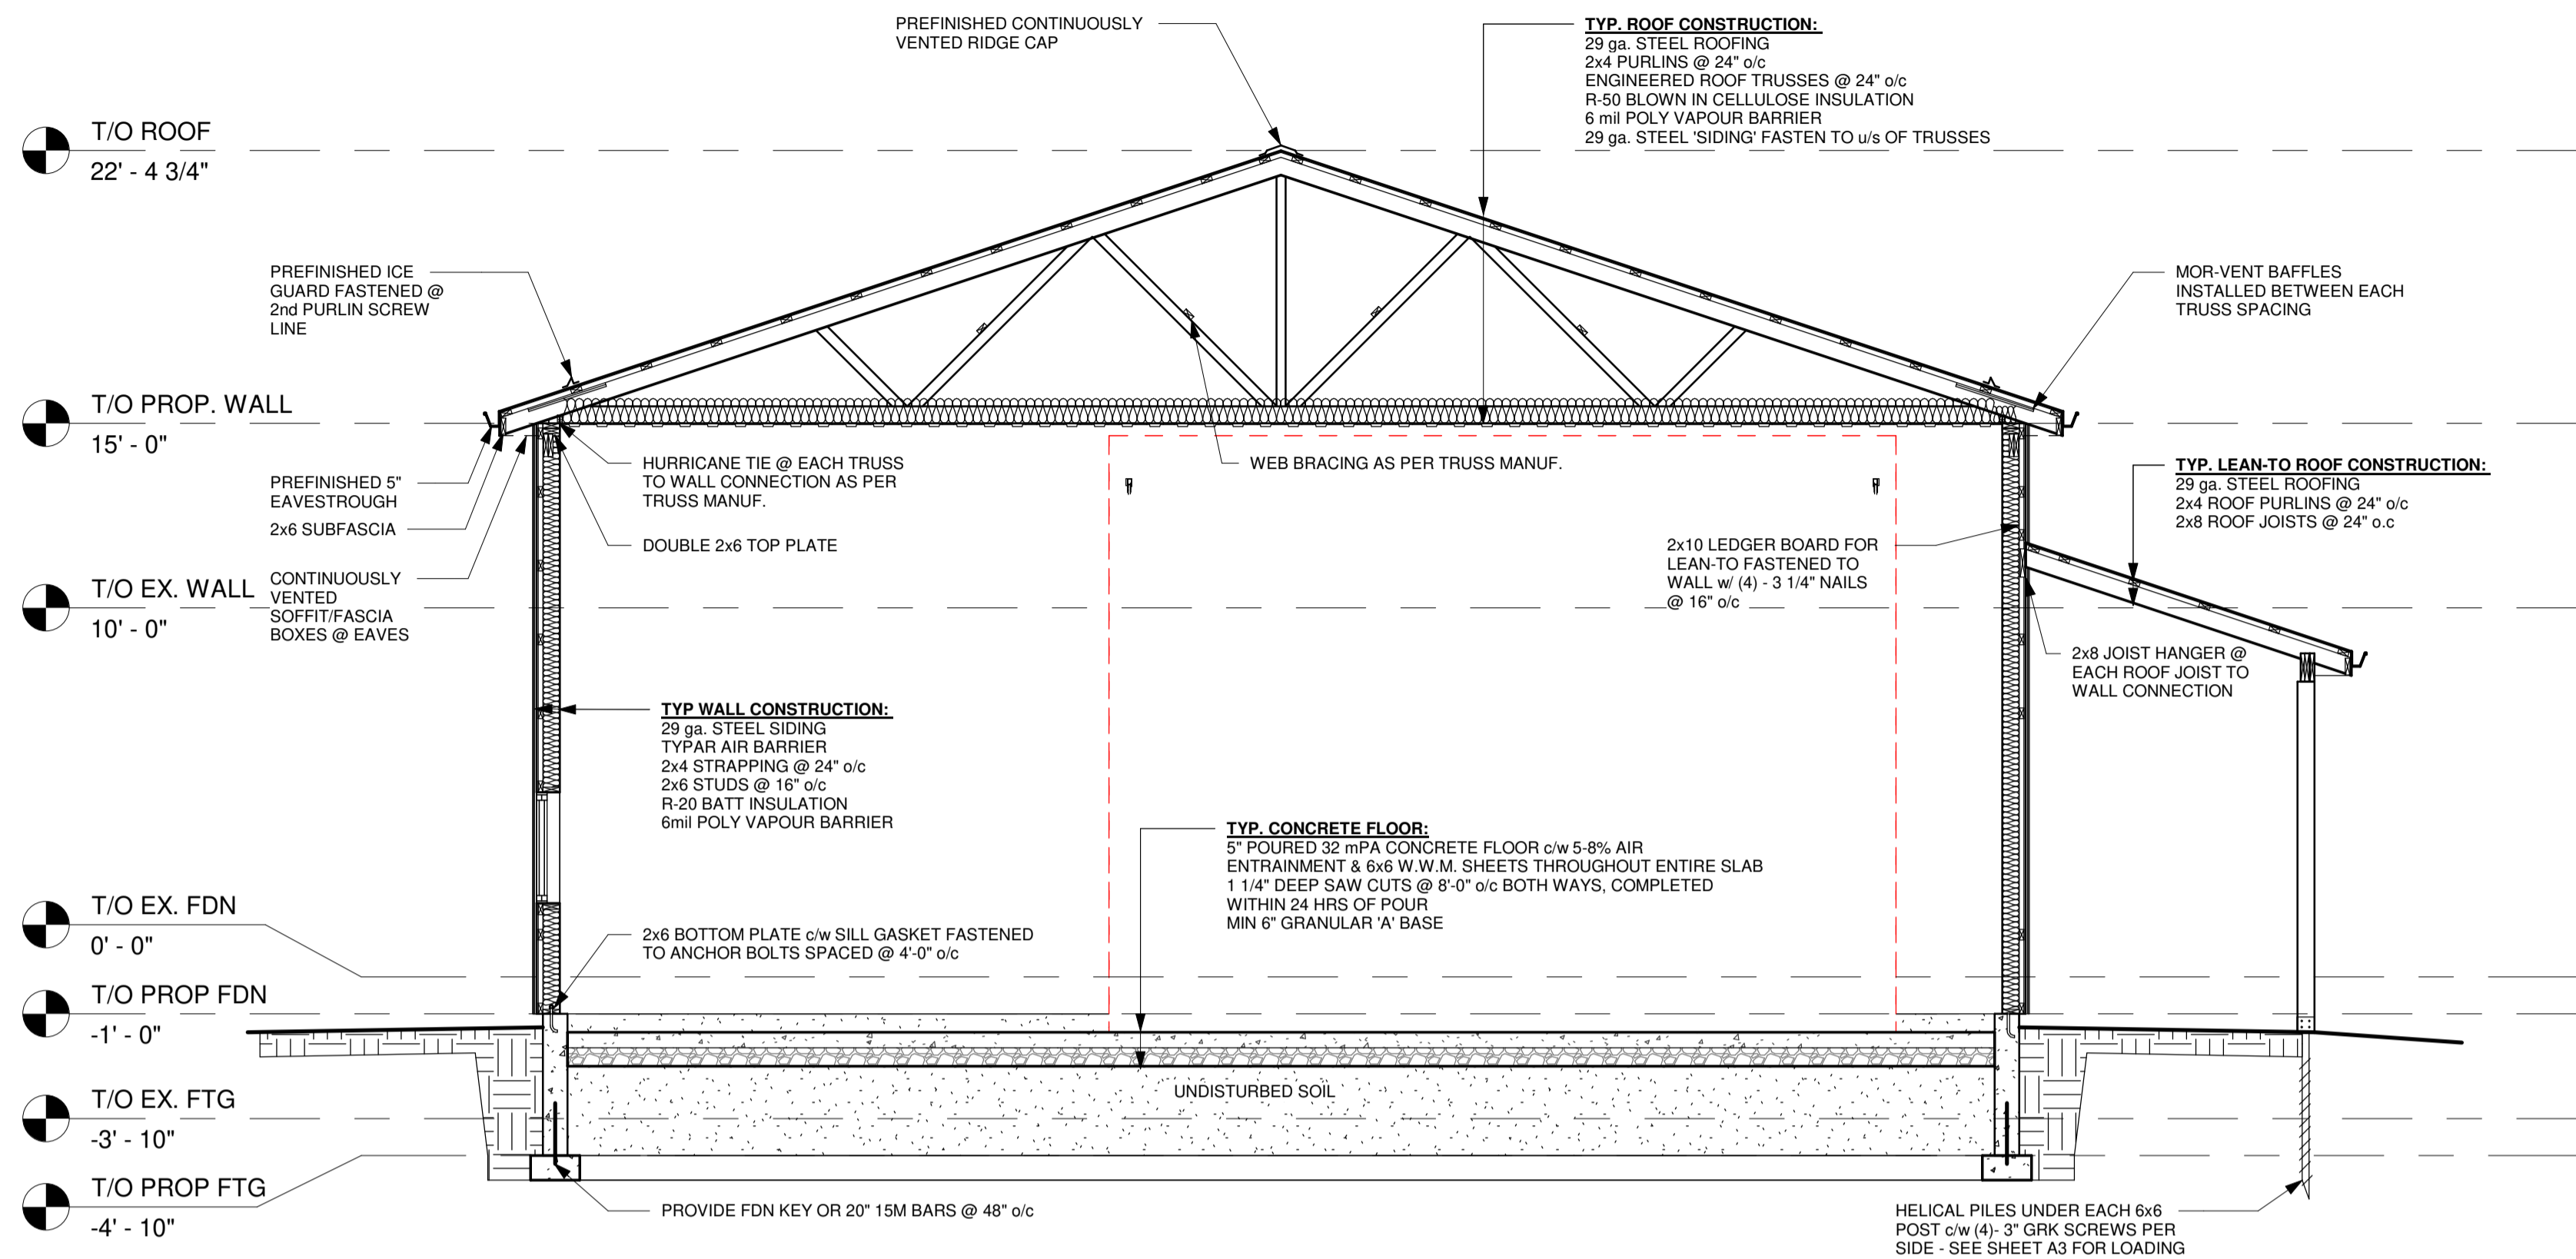 PREFINISHED CONTINUOUSLY
VENTED RIDGE CAP
TYP. ROOF CONSTRUCTION:
29 ga. STEEL ROOFING
2x4 PURLINS @ 24" o/c
ENGINEERED ROOF TRUSSES @ 24" o/c
R-50 BLOWN IN CELLULOSE INSULATION
6 mil POLY VAPOUR BARRIER
29 ga. STEEL 'SIDING' FASTEN TO u/s OF TRUSSES
T/O ROOF
22' - 4 3/4"
PREFINISHED ICE
GUARD FASTENED @
2nd PURLIN SCREW
LINE
MOR-VENT BAFFLES
INSTALLED BETWEEN EACH
TRUSS SPACING
T/O PROP. WALL
15' - 0"
PREFINISHED 5"
EAVESTROUGH
2x6 SUBFASCIA
CONTINUOUSLY
VENTED
SOFFIT/FASCIA
BOXES @ EAVES
HURRICANE TIE @ EACH TRUSS
TO WALL CONNECTION AS PER
TRUSS MANUF.
DOUBLE 2x6 TOP PLATE
WEB BRACING AS PER TRUSS MANUF.
TYP. LEAN-TO ROOF CONSTRUCTION:
29 ga. STEEL ROOFING
2x4 ROOF PURLINS @ 24" o/c
2x8 ROOF JOISTS @ 24" o.c
2x10 LEDGER BOARD FOR
LEAN-TO FASTENED TO
WALL w/ (4) - 3 1/4" NAILS
@ 16" o/c
T/O EX. WALL
10' - 0"
2x8 JOIST HANGER @
EACH ROOF JOIST TO
WALL CONNECTION
TYP WALL CONSTRUCTION:
29 ga. STEEL SIDING
TYPAR AIR BARRIER
2x4 STRAPPING @ 24" o/c
2x6 STUDS @ 16" o/c
R-20 BATT INSULATION
6mil POLY VAPOUR BARRIER
TYP. CONCRETE FLOOR:
5" POURED 32 mPA CONCRETE FLOOR c/w 5-8% AIR
ENTRAINMENT & 6x6 W.W.M. SHEETS THROUGHOUT ENTIRE SLAB
1 1/4" DEEP SAW CUTS @ 8'-0" o/c BOTH WAYS, COMPLETED
WITHIN 24 HRS OF POUR
MIN 6" GRANULAR 'A' BASE
T/O EX. FDN
0' - 0"
2x6 BOTTOM PLATE c/w SILL GASKET FASTENED
TO ANCHOR BOLTS SPACED @ 4'-0" o/c
T/O PROP FDN
-1' - 0"
UNDISTURBED SOIL
T/O EX. FTG
-3' - 10"
T/O PROP FTG
-4' - 10"
PROVIDE FDN KEY OR 20" 15M BARS @ 48" o/c
HELICAL PILES UNDER EACH 6x6
POST c/w (4)- 3" GRK SCREWS PER
SIDE - SEE SHEET A3 FOR LOADING